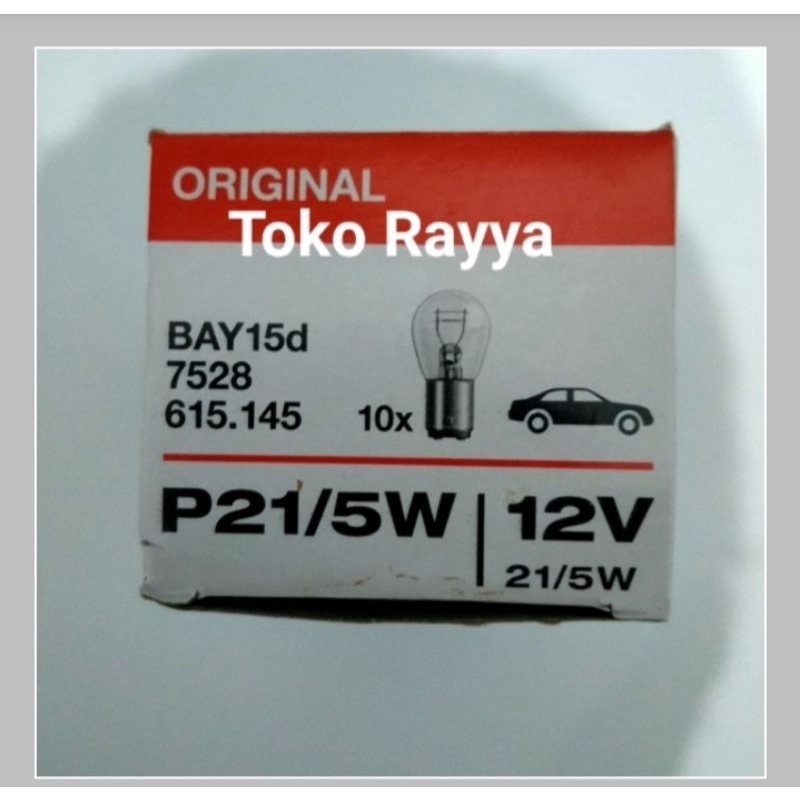 ORIGINAL
Toko Rayya
BAY15d
7528
615.145
10x
P21/5W | 12V
21/5W